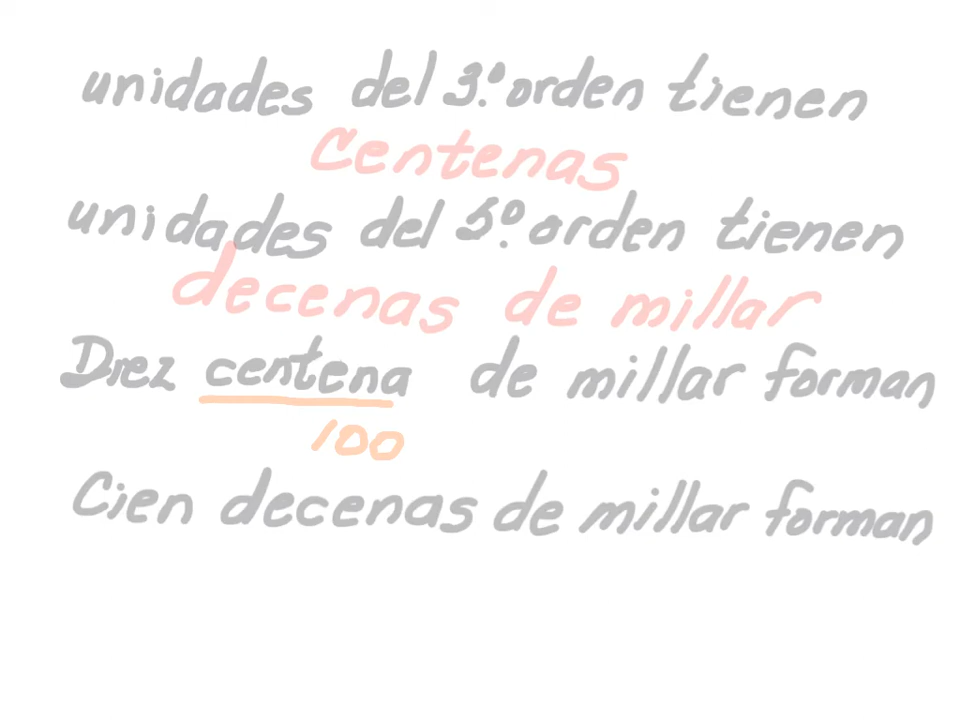 unidades del 3.º orden tienen
Centenas
unidades del 5.º orden tienen
decenas de millar
Diez centena de millar forman
100
Cien decenas de millar forman